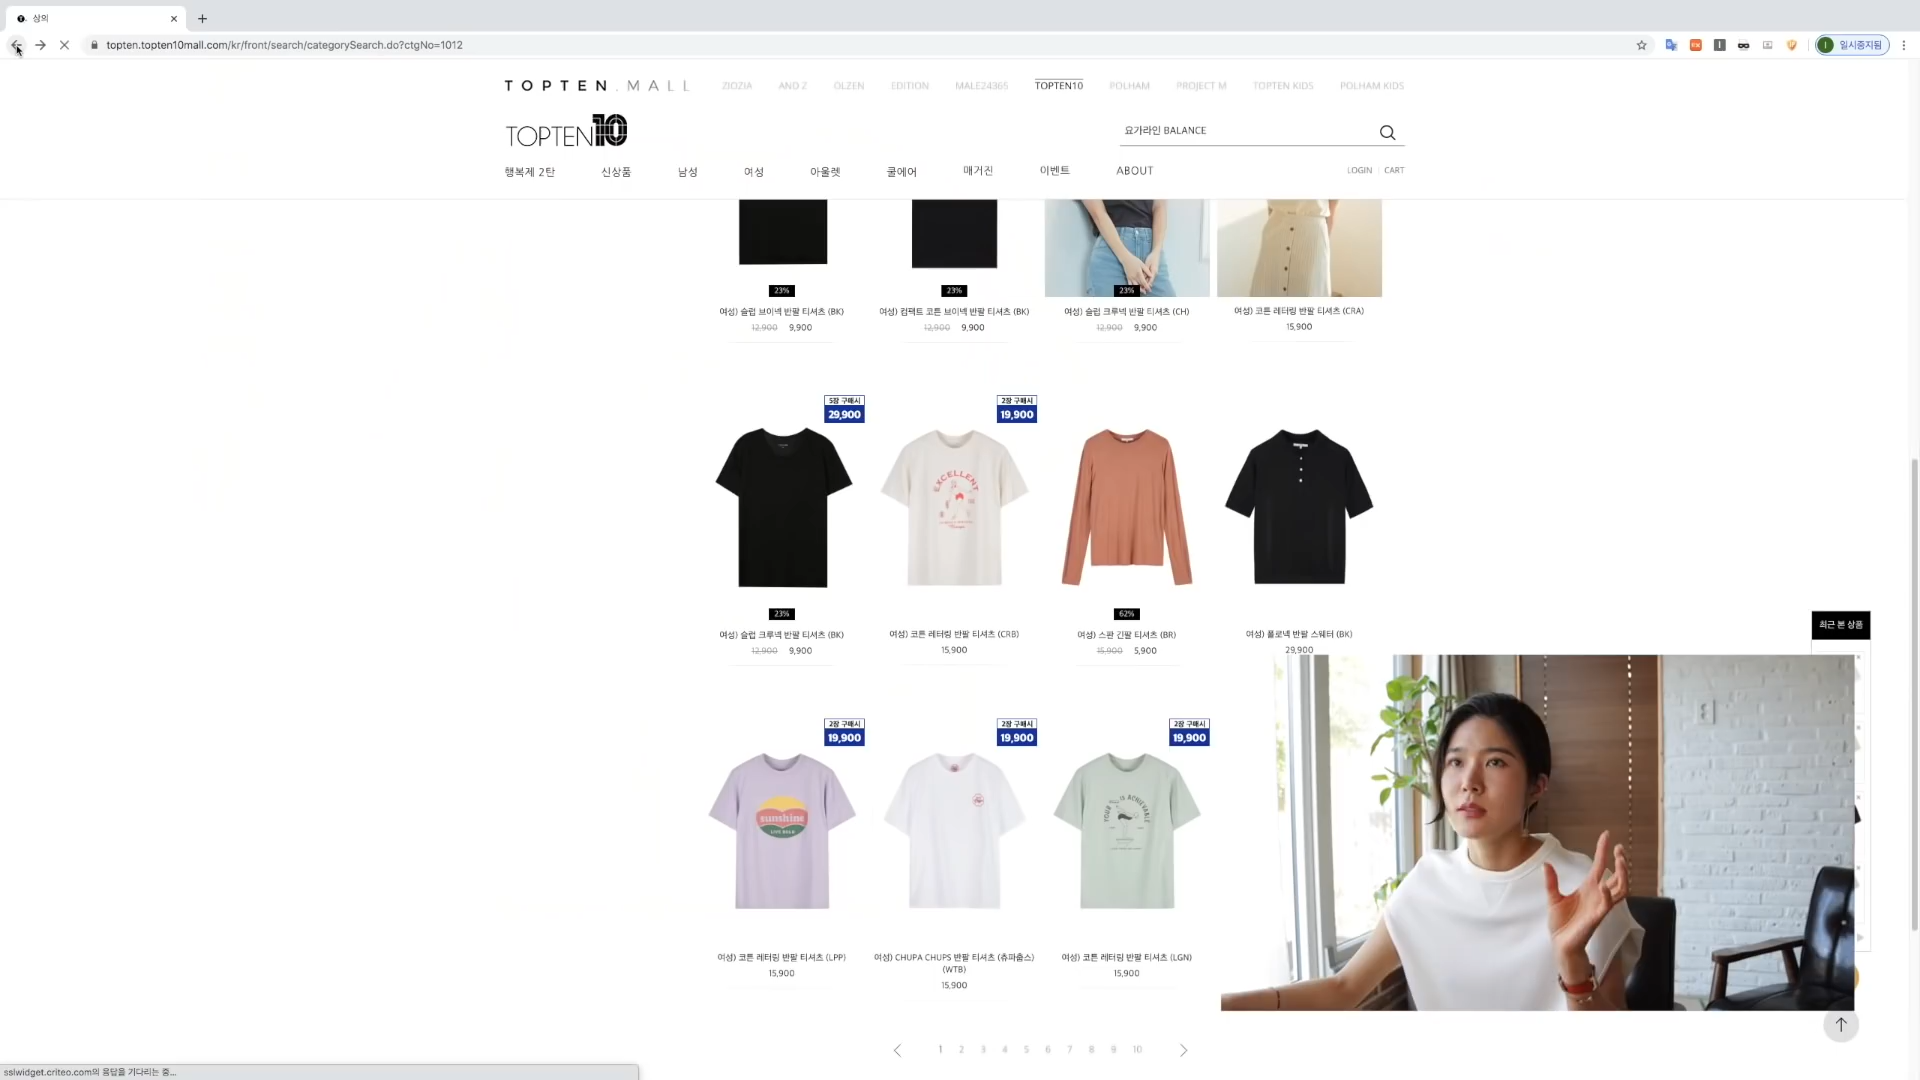 상의
topten.topten10mall.com/kr/front/search/categorySearch.do?ctgNo=1012
일시중지됨
TOPTEN.MALL
ZIOZIA AND Z OLZEN EDITION MALE24365 TOPTEN10 POLHAM PROJECT M TOPTEN KIDS POLHAM KIDS
TOPTEN10
요가라인 BALANCE
행복제 2탄 신상품 남성 여성 아울렛 쿨에어 매거진 이벤트 ABOUT
LOGIN CART
23% 23% 23%
여성) 슬럽 브이넥 반팔 티셔츠 (BK) 여성) 컴팩트 코튼 브이넥 반팔 티셔츠 (BK) 여성) 슬럽 크루넥 반팔 티셔츠 (CH) 여성) 코튼 레터링 반팔 티셔츠 (CRA)
12,900 9,900 12,900 9,900 12,900 9,900 15,900
5장 구매시 2장 구매시
29,900 19,900
EXCELLENT
23% 62%
여성) 슬럽 크루넥 반팔 티셔츠 (BK) 여성) 코튼 레터링 반팔 티셔츠 (CRB) 여성) 스판 긴팔 티셔츠 (BR) 여성) 폴로넥 반팔 스웨터 (BK)
12,900 9,900 15,900 15,900 5,900 29,900
최근 본 상품
2장 구매시 2장 구매시 2장 구매시
19,900 19,900 19,900
sunshine
여성) 코튼 레터링 반팔 티셔츠 (LPP) 여성) CHUPA CHUPS 반팔 티셔츠 (츄파춥스) 여성) 코튼 레터링 반팔 티셔츠 (LGN)
(WTB)
15,900 15,900 15,900
1 2 3 4 5 6 7 8 9 10
sslwidget.criteo.com의 응답을 기다리는 중...